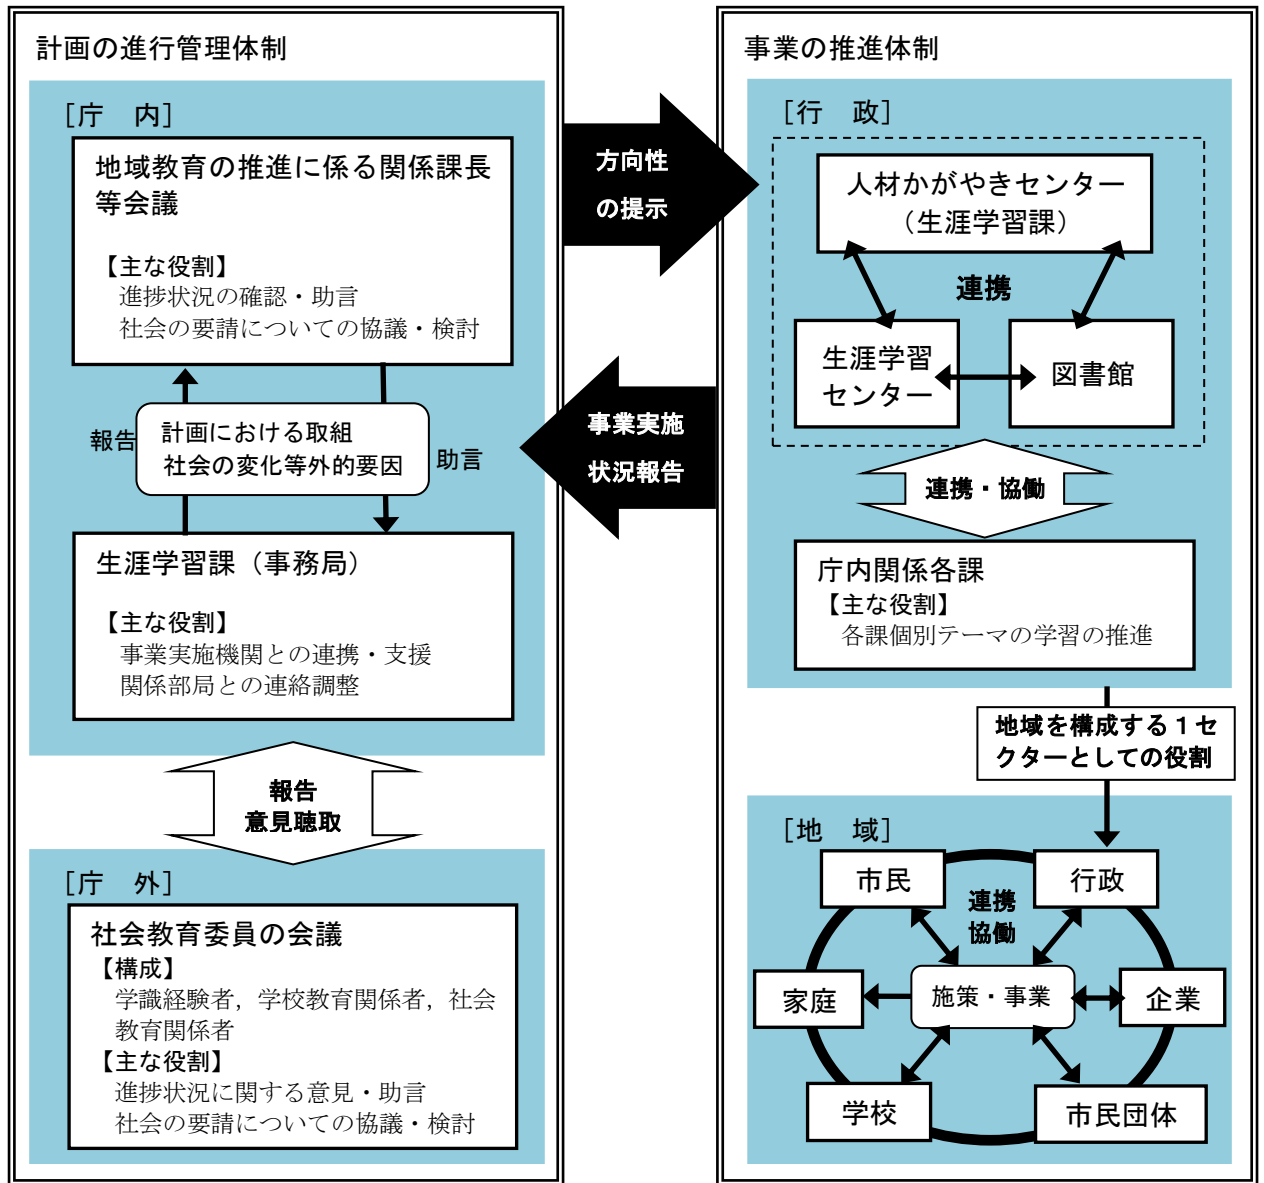 計画の進行管理体制
[庁　内]
地域教育の推進に係る関係課長
等会議
【主な役割】
進捗状況の確認・助言
社会の要請についての協議・検討
報告
計画における取組
社会の変化等外的要因
助言
生涯学習課（事務局）
【主な役割】
事業実施機関との連携・支援
関係部局との連絡調整
報告
意見聴取
[庁　外]
社会教育委員の会議
【構成】
学識経験者，学校教育関係者，社会
教育関係者
【主な役割】
進捗状況に関する意見・助言
社会の要請についての協議・検討
方向性
の提示
事業実施
状況報告
事業の推進体制
[行　政]
人材かがやきセンター
（生涯学習課）
連携
生涯学習
センター
図書館
連携・協働
庁内関係各課
【主な役割】
各課個別テーマの学習の推進
地域を構成する１セ
クターとしての役割
[地　域]
市民
行政
連携
協働
家庭
施策・事業
企業
学校
市民団体